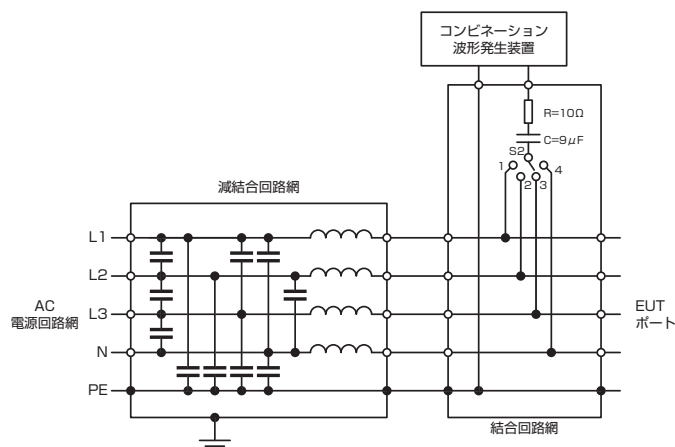 コンビネーション
波形発生装置
R=10Ω
C=9μF
S2
1
2
3
4
減結合回路網
L1
L2
L3
N
PE
AC
電源回路網
EUT
ポート
結合回路網